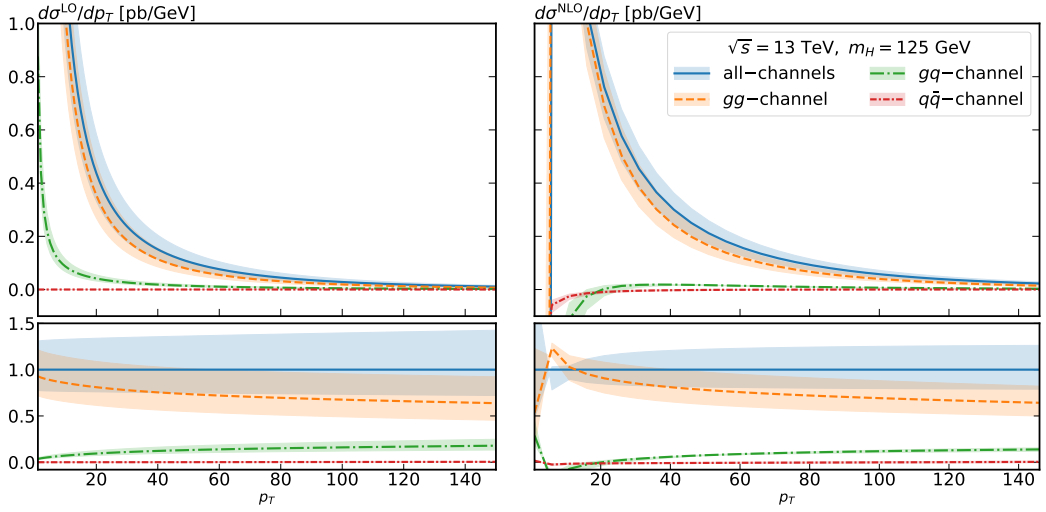 dσ^LO/dp_T [pb/GeV]
1.0
0.8
0.6
0.4
0.2
0.0
1.5
1.0
0.5
0.0
20 40 60 80 100 120 140
p_T
dσ^NLO/dp_T [pb/GeV]
√s = 13 TeV, m_H = 125 GeV
all−channels
gg−channel
gq−channel
qq̄−channel
20 40 60 80 100 120 140
p_T